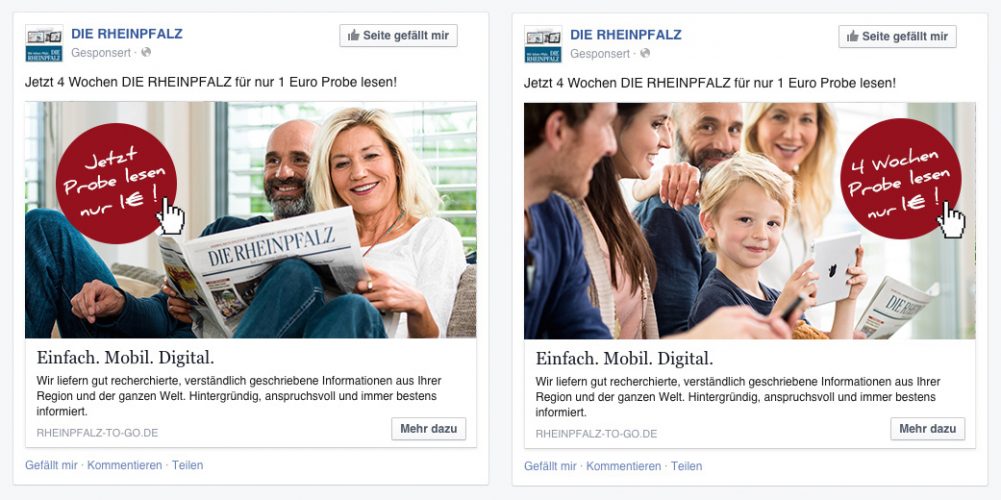 DIE RHEINPFALZ
Gesponsert ·
Seite gefällt mir
Jetzt 4 Wochen DIE RHEINPFALZ für nur 1 Euro Probe lesen!
Jetzt
Probe lesen
nur 1€ !
DIE RHEINPFALZ
Einfach. Mobil. Digital.
Wir liefern gut recherchierte, verständlich geschriebene Informationen aus Ihrer
Region und der ganzen Welt. Hintergründig, anspruchsvoll und immer bestens
informiert.
RHEINPFALZ-TO-GO.DE
Mehr dazu
Gefällt mir · Kommentieren · Teilen
DIE RHEINPFALZ
Gesponsert ·
Seite gefällt mir
Jetzt 4 Wochen DIE RHEINPFALZ für nur 1 Euro Probe lesen!
4 Wochen
Probe lesen
nur 1€ !
DIE RHEINPFALZ
Einfach. Mobil. Digital.
Wir liefern gut recherchierte, verständlich geschriebene Informationen aus Ihrer
Region und der ganzen Welt. Hintergründig, anspruchsvoll und immer bestens
informiert.
RHEINPFALZ-TO-GO.DE
Mehr dazu
Gefällt mir · Kommentieren · Teilen